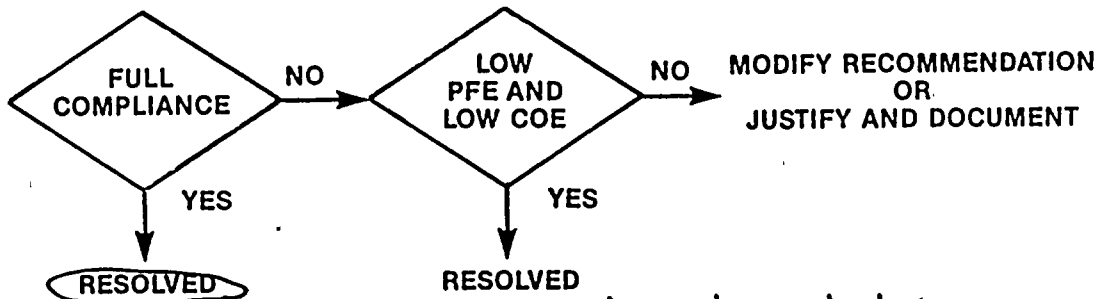 FULL
COMPLIANCE
NO
LOW
PFE AND
LOW COE
NO
MODIFY RECOMMENDATION
OR
JUSTIFY AND DOCUMENT
YES
YES
RESOLVED
RESOLVED